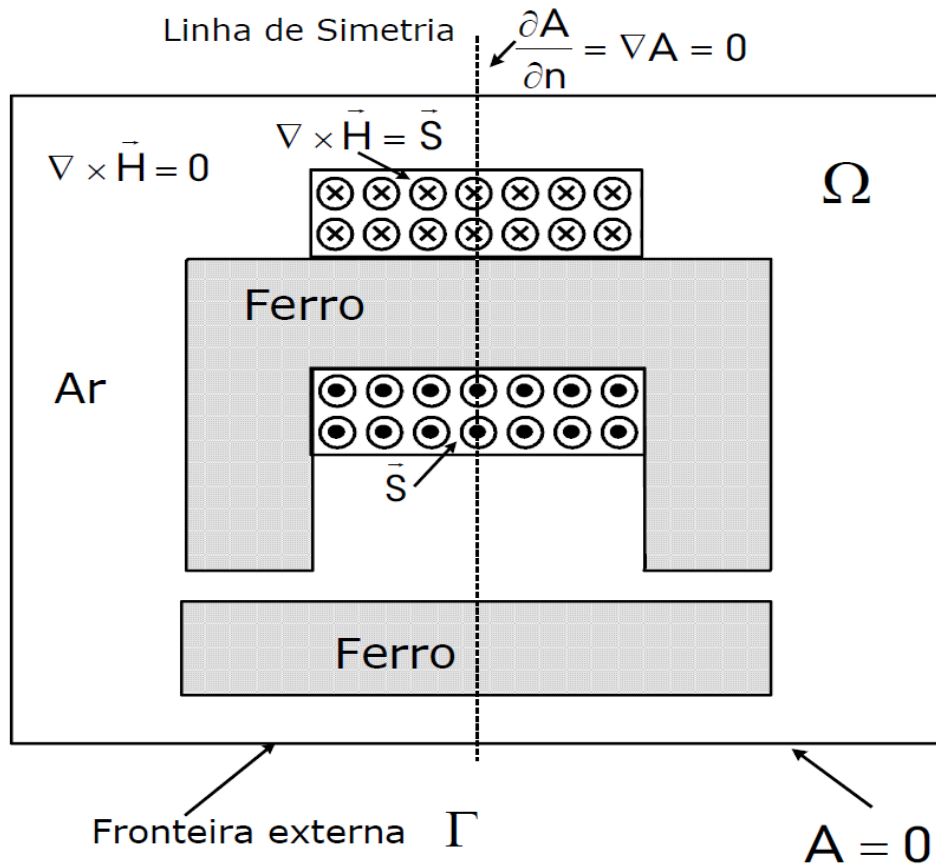 Linha de Simetria
∂A/∂n = ∇A = 0
∇ × H⃗ = S⃗
∇ × H⃗ = 0
Ω
Ferro
Ar
S⃗
Ferro
Fronteira externa Γ
A = 0